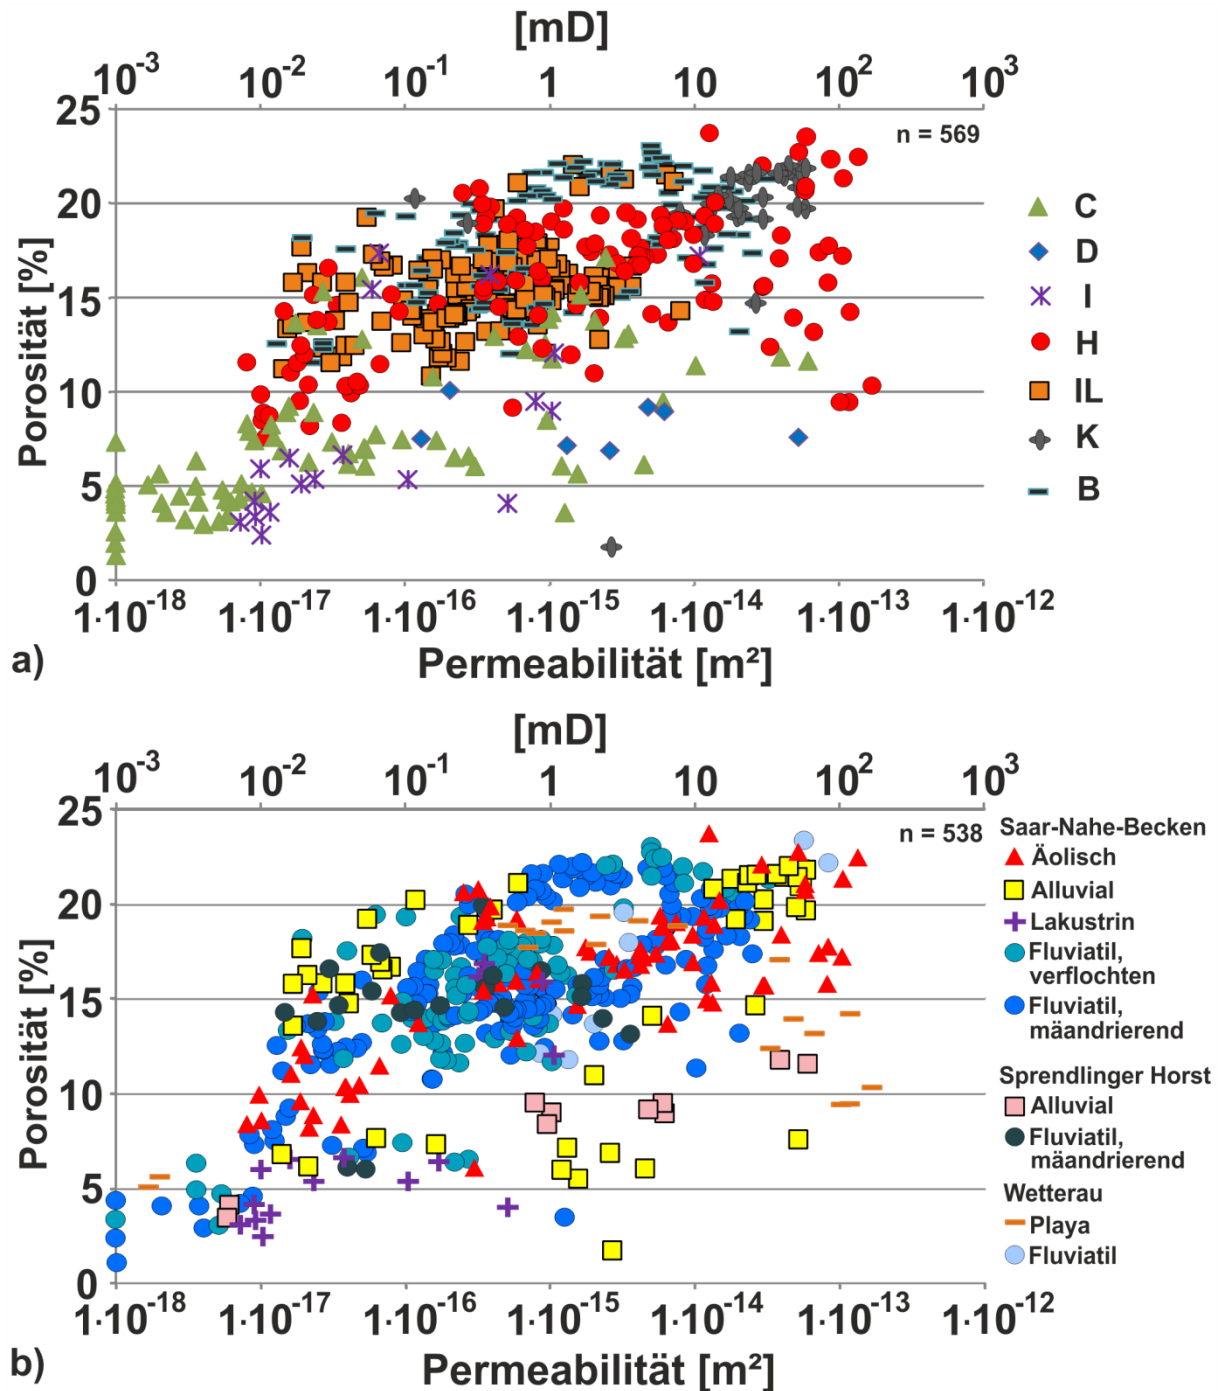 [mD]
10⁻³ 10⁻² 10⁻¹ 1 10 10² 10³
25
n = 569
20
15
10
5
0
Porosität [%]
C
D
I
H
IL
K
B
1·10⁻¹⁸ 1·10⁻¹⁷ 1·10⁻¹⁶ 1·10⁻¹⁵ 1·10⁻¹⁴ 1·10⁻¹³ 1·10⁻¹²
Permeabilität [m²]
a)
[mD]
10⁻³ 10⁻² 10⁻¹ 1 10 10² 10³
25
n = 538
20
15
10
5
0
Porosität [%]
Saar-Nahe-Becken
Äolisch
Alluvial
Lakustrin
Fluviatil,
verflochten
Fluviatil,
mäandrierend
Sprendlinger Horst
Alluvial
Fluviatil,
mäandrierend
Wetterau
Playa
Fluviatil
1·10⁻¹⁸ 1·10⁻¹⁷ 1·10⁻¹⁶ 1·10⁻¹⁵ 1·10⁻¹⁴ 1·10⁻¹³ 1·10⁻¹²
Permeabilität [m²]
b)